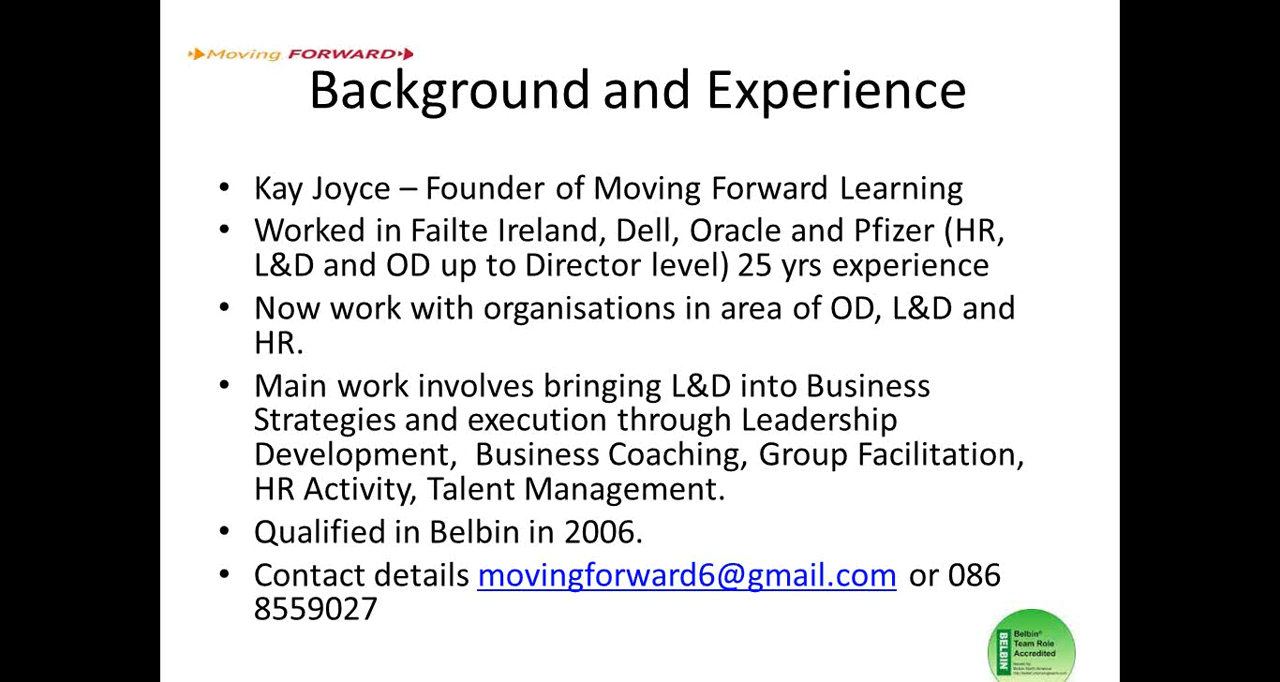 Moving FORWARD
Background and Experience
• Kay Joyce – Founder of Moving Forward Learning
• Worked in Failte Ireland, Dell, Oracle and Pfizer (HR,
L&D and OD up to Director level) 25 yrs experience
• Now work with organisations in area of OD, L&D and
HR.
• Main work involves bringing L&D into Business
Strategies and execution through Leadership
Development,  Business Coaching, Group Facilitation,
HR Activity, Talent Management.
• Qualified in Belbin in 2006.
• Contact details movingforward6@gmail.com or 086
8559027
BELBIN
Belbin®
Team Role
Accredited